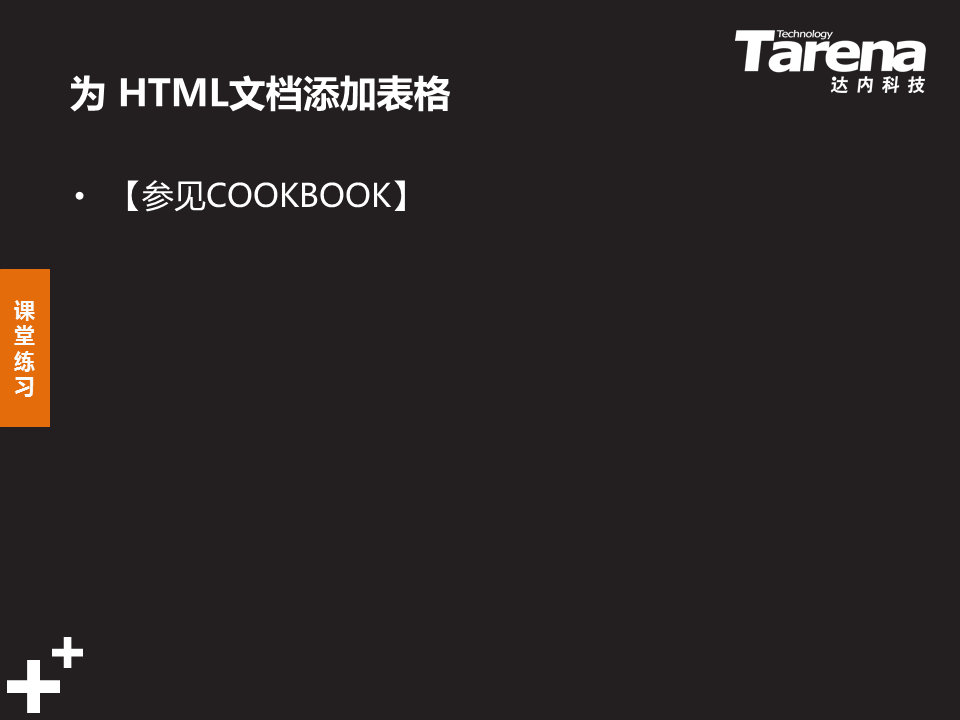 Technology
Tarena
达内科技
为 HTML文档添加表格
• 【参见COOKBOOK】
课
堂
练
习